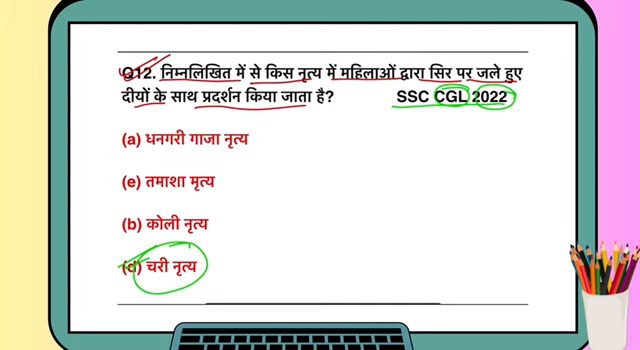 Q12. निम्नलिखित में से किस नृत्य में महिलाओं द्वारा सिर पर जले हुए
दीयों के साथ प्रदर्शन किया जाता है? SSC CGL 2022
(a) धनगरी गाजा नृत्य
(e) तमाशा मृत्य
(b) कोली नृत्य
(d) चरी नृत्य